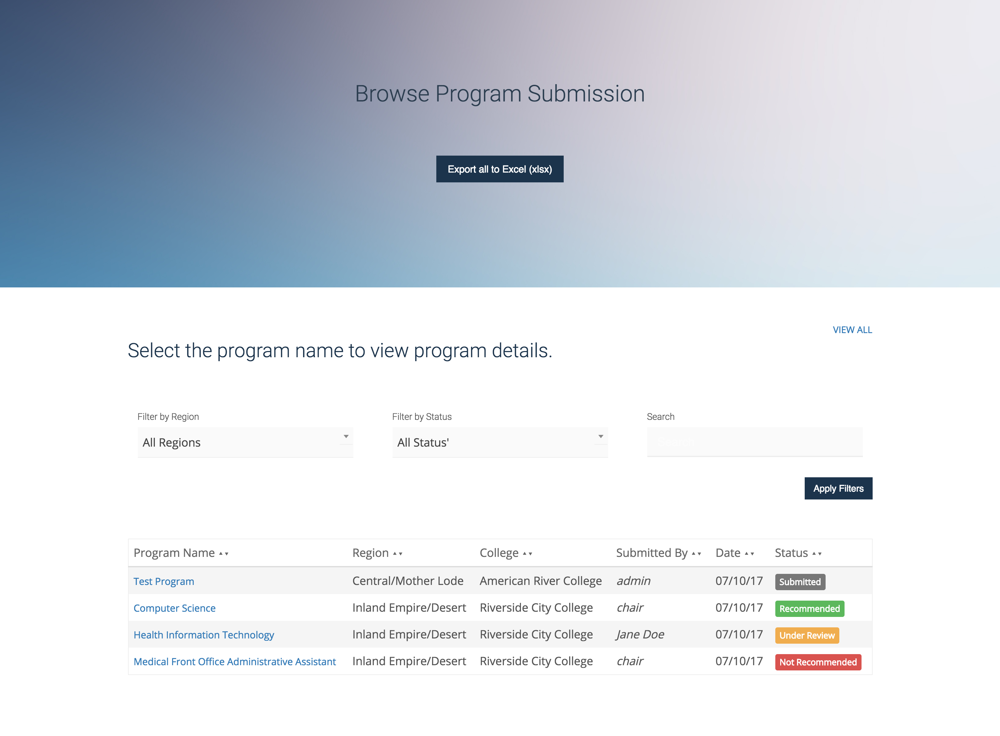 Browse Program Submission
Export all to Excel (xlsx)
VIEW ALL
Select the program name to view program details.
Filter by Region
Filter by Status
Search
All Regions
All Status'
Search
Apply Filters
Program Name Region College Submitted By Date Status
Test Program Central/Mother Lode American River College admin 07/10/17 Submitted
Computer Science Inland Empire/Desert Riverside City College chair 07/10/17 Recommended
Health Information Technology Inland Empire/Desert Riverside City College Jane Doe 07/10/17 Under Review
Medical Front Office Administrative Assistant Inland Empire/Desert Riverside City College chair 07/10/17 Not Recommended